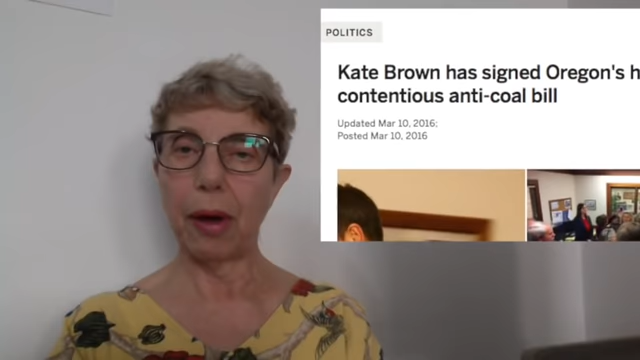 POLITICS
Kate Brown has signed Oregon's h
contentious anti-coal bill
Updated Mar 10, 2016;
Posted Mar 10, 2016